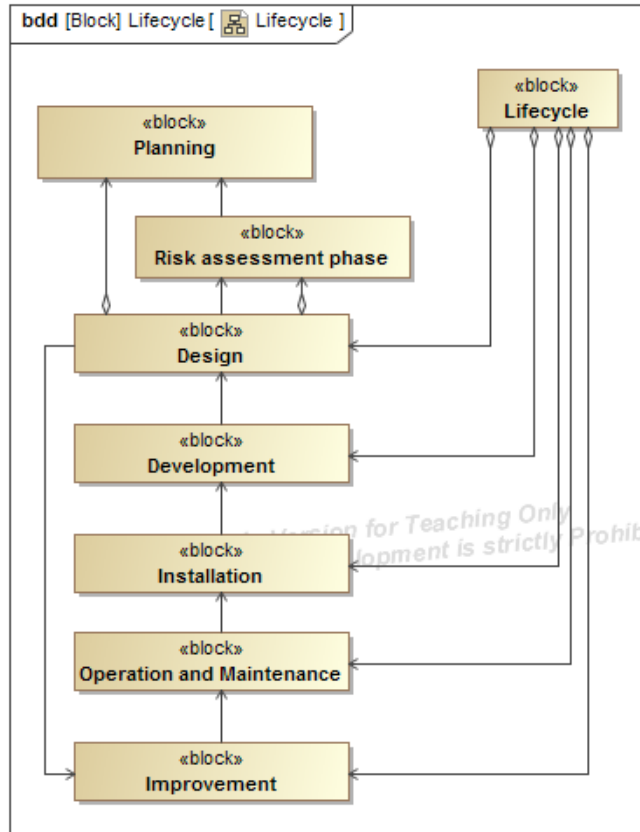 bdd [Block] Lifecycle [ Lifecycle ]
«block»
Lifecycle
«block»
Planning
«block»
Risk assessment phase
«block»
Design
«block»
Development
Version for Teaching Only
lopment is strictly Prohib
«block»
Installation
«block»
Operation and Maintenance
«block»
Improvement